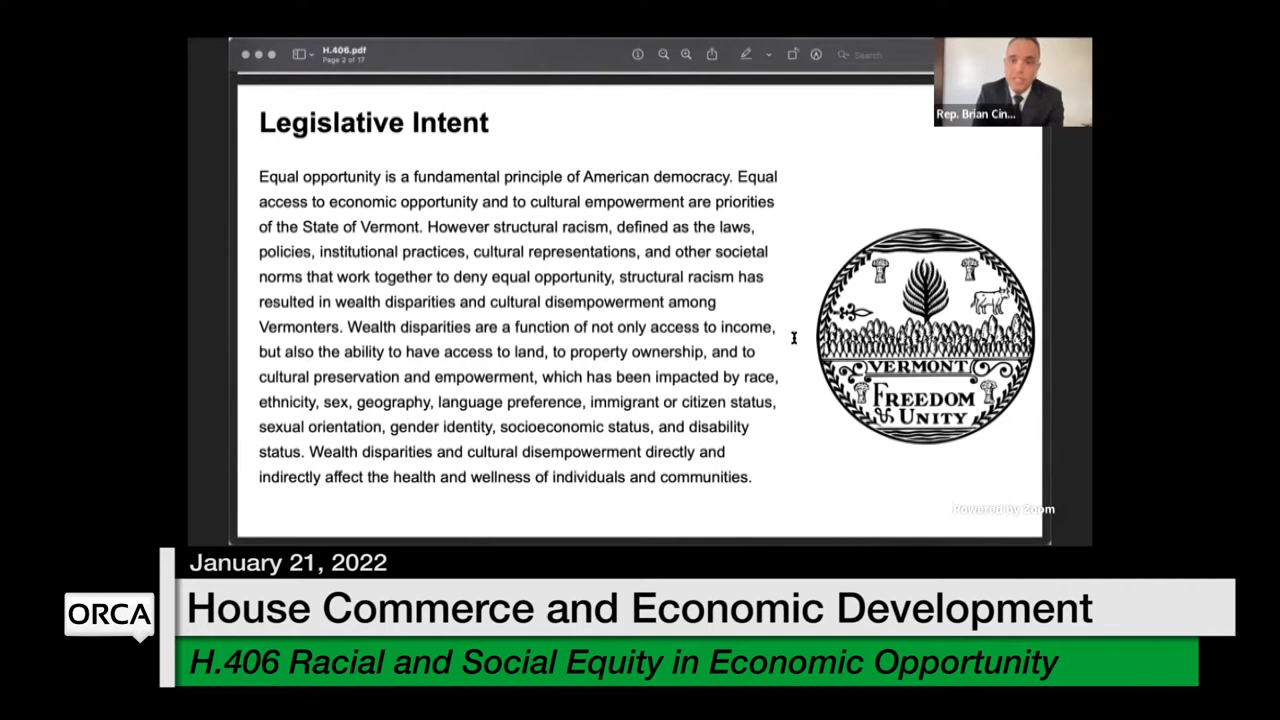 H.406.pdf
Page 2 of 17
Search
Rep. Brian Cin...
Legislative Intent
Equal opportunity is a fundamental principle of American democracy. Equal
access to economic opportunity and to cultural empowerment are priorities
of the State of Vermont. However structural racism, defined as the laws,
policies, institutional practices, cultural representations, and other societal
norms that work together to deny equal opportunity, structural racism has
resulted in wealth disparities and cultural disempowerment among
Vermonters. Wealth disparities are a function of not only access to income,
but also the ability to have access to land, to property ownership, and to
cultural preservation and empowerment, which has been impacted by race,
ethnicity, sex, geography, language preference, immigrant or citizen status,
sexual orientation, gender identity, socioeconomic status, and disability
status. Wealth disparities and cultural disempowerment directly and
indirectly affect the health and wellness of individuals and communities.
VERMONT
FREEDOM
& UNITY
Powered by Zoom
January 21, 2022
ORCA
House Commerce and Economic Development
H.406 Racial and Social Equity in Economic Opportunity